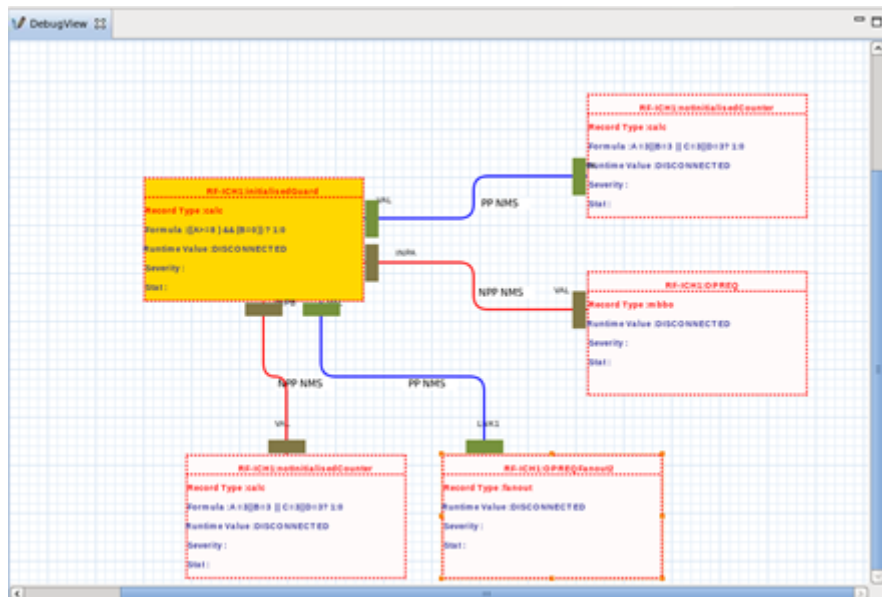 DebugView
RF-ICH1:notInitialisedCounter
Record Type :calc
Formula :A=3||B=3 || C=3||D=3? 1:0
Runtime Value :DISCONNECTED
Severity :
Stat :
VAL
PP NMS
RF-ICH1:initialisedGuard
Record Type :calc
Runtime Value :DISCONNECTED
Severity :
Stat :
INPA
NPP NMS
VAL
RF-ICH1:OPREQ
Record Type :mbbo
Runtime Value :DISCONNECTED
Severity :
Stat :
NPP NMS
PP NMS
VAL
LNK1
RF-ICH1:notInitialisedCounter
Record Type :calc
Formula :A=3||B=3 || C=3||D=3? 1:0
Runtime Value :DISCONNECTED
Severity :
Stat :
RF-ICH1:OPREQFanout2
Record Type :fanout
Runtime Value :DISCONNECTED
Severity :
Stat :